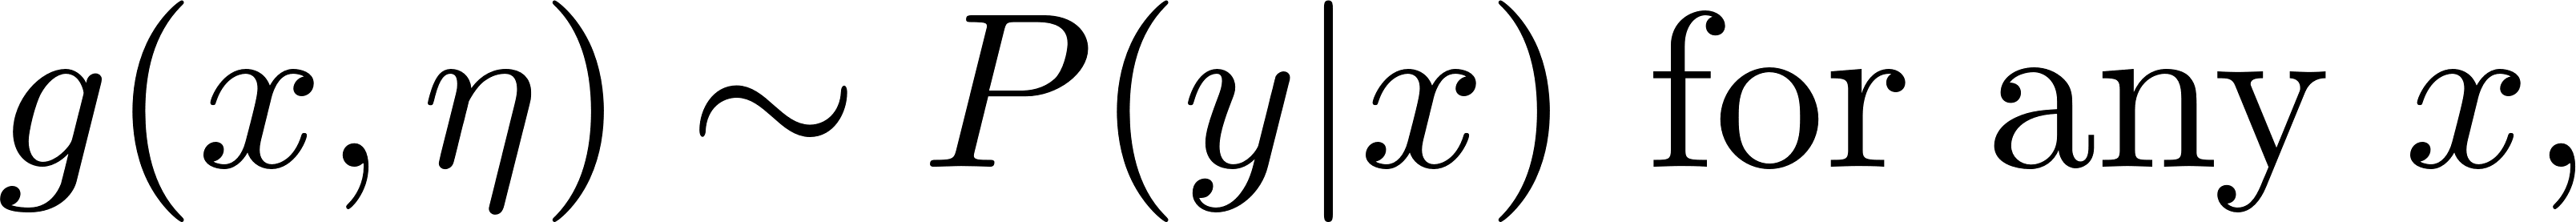 g(x, η) ∼ P(y|x) for any x,